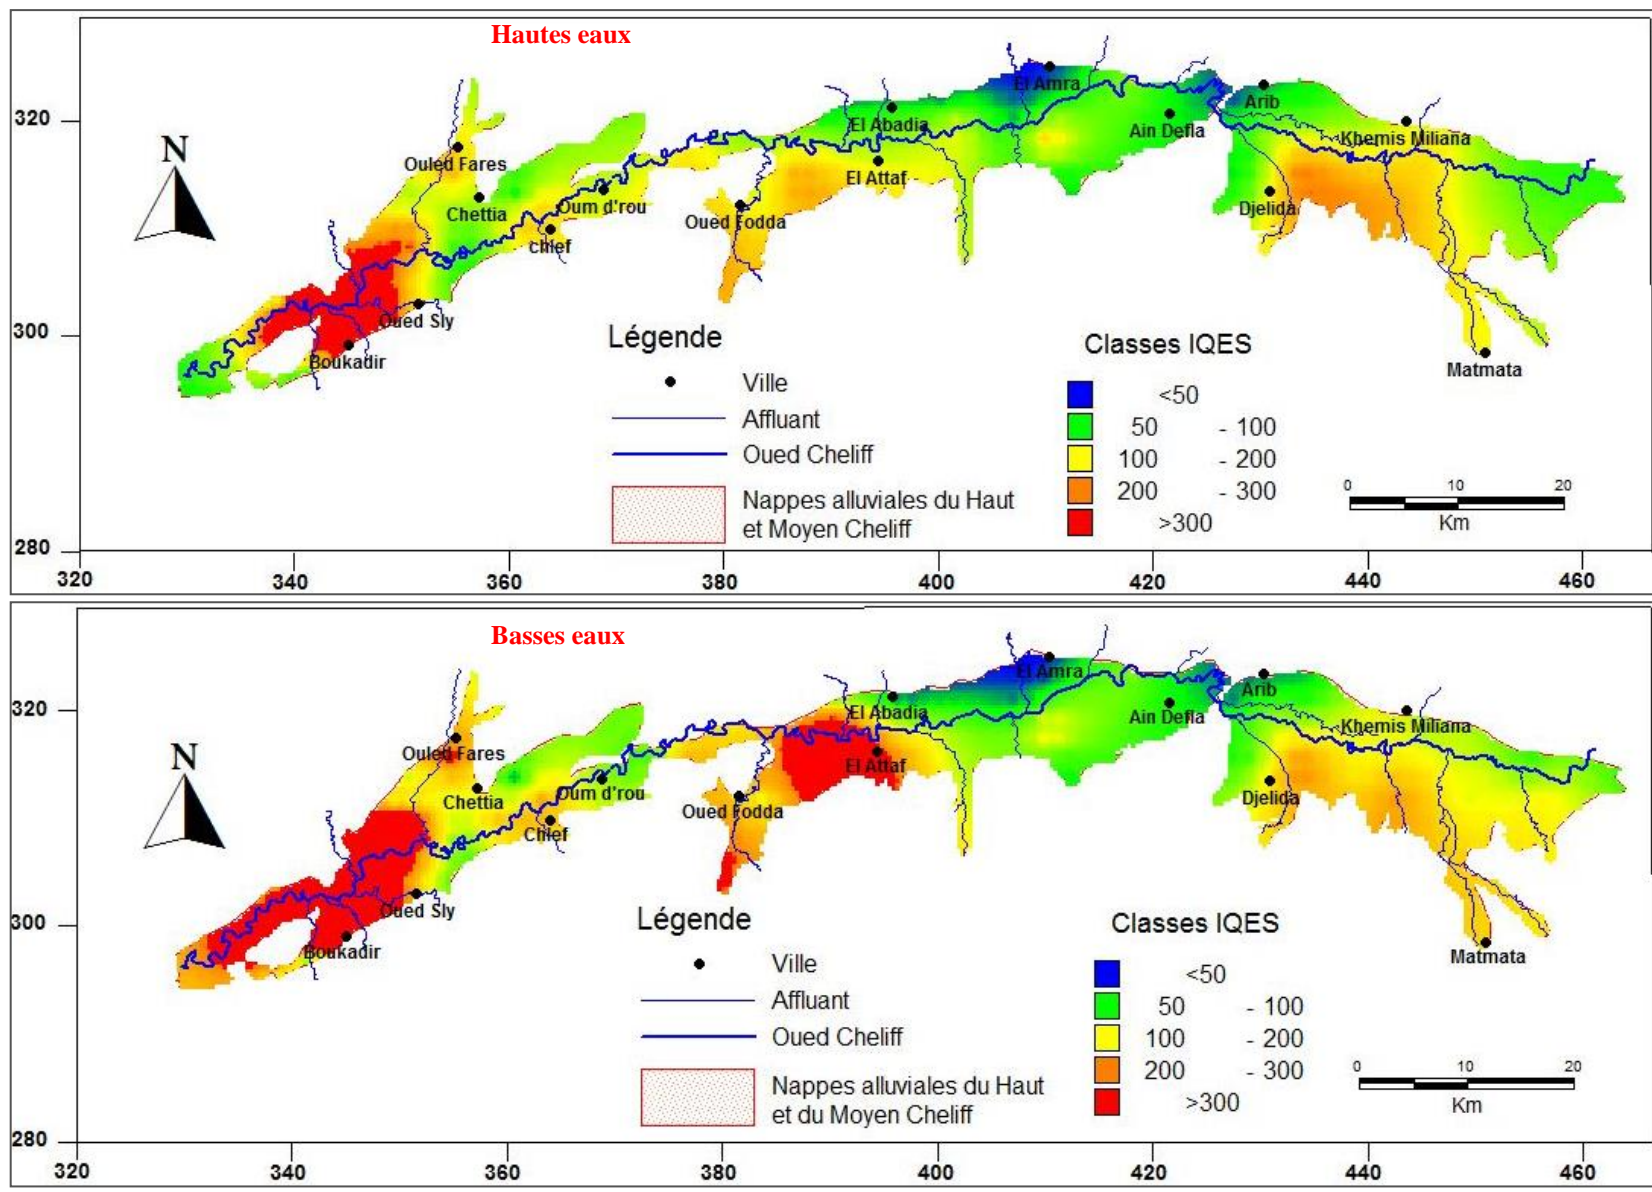 Hautes eaux
320
300
280
N
Ouled Fares
Chettia
Oum d'rou
chlef
Oued Sly
Boukadir
Oued Fodda
El Abadia
El Attaf
El Amra
Ain Defla
Arib
Khemis Miliana
Djelida
Matmata
Légende
Ville
Affluant
Oued Cheliff
Nappes alluviales du Haut
et Moyen Cheliff
Classes IQES
<50
50 - 100
100 - 200
200 - 300
>300
0 10 20
Km
320 340 360 380 400 420 440 460
Basses eaux
320
300
280
N
Ouled Fares
Chettia
Oum d'rou
Chlef
Oued Sly
Boukadir
Oued Fodda
El Abadia
El Attaf
El Amra
Ain Defla
Arib
Khemis Miliana
Djelida
Matmata
Légende
Ville
Affluant
Oued Cheliff
Nappes alluviales du Haut
et du Moyen Cheliff
Classes IQES
<50
50 - 100
100 - 200
200 - 300
>300
0 10 20
Km
320 340 360 380 400 420 440 460